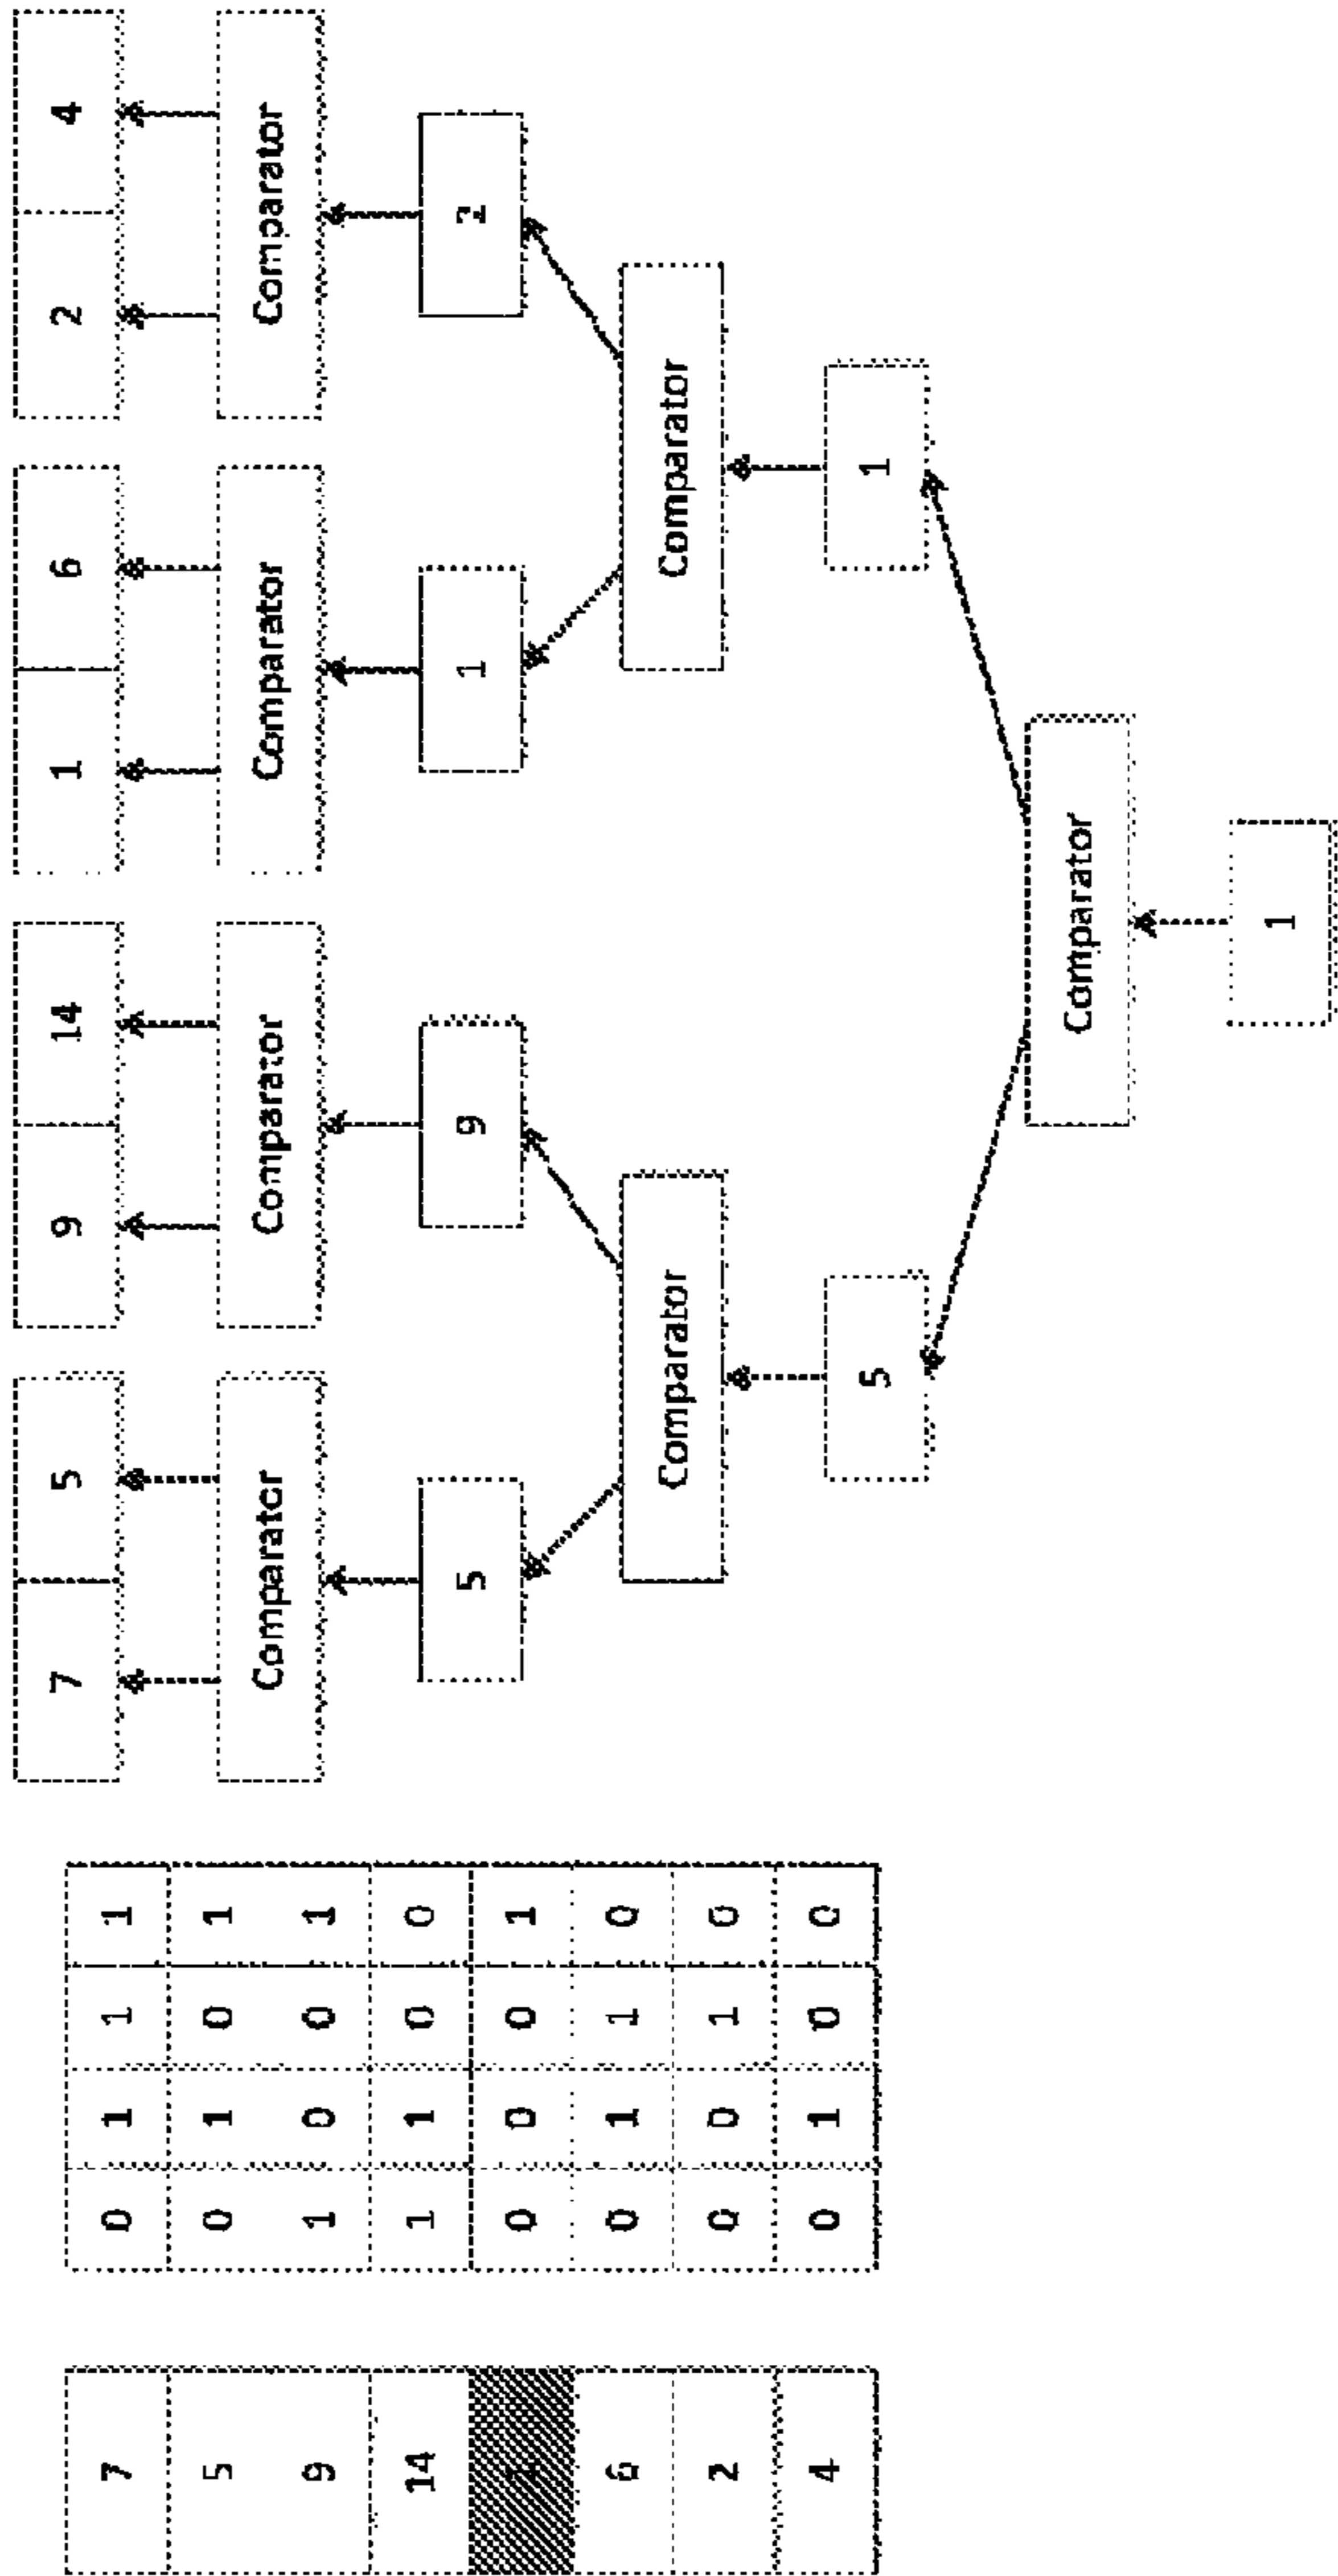 7 0 1 1 1
5 0 1 0 1
9 1 0 0 1
14 1 1 0 0
0 0 0 1
6 0 1 1 0
2 0 0 1 0
4 0 1 0 0
7 5 9 14 1 6 2 4
Comparator Comparator Comparator Comparator
5 9 1 2
Comparator Comparator
5 1
Comparator
1